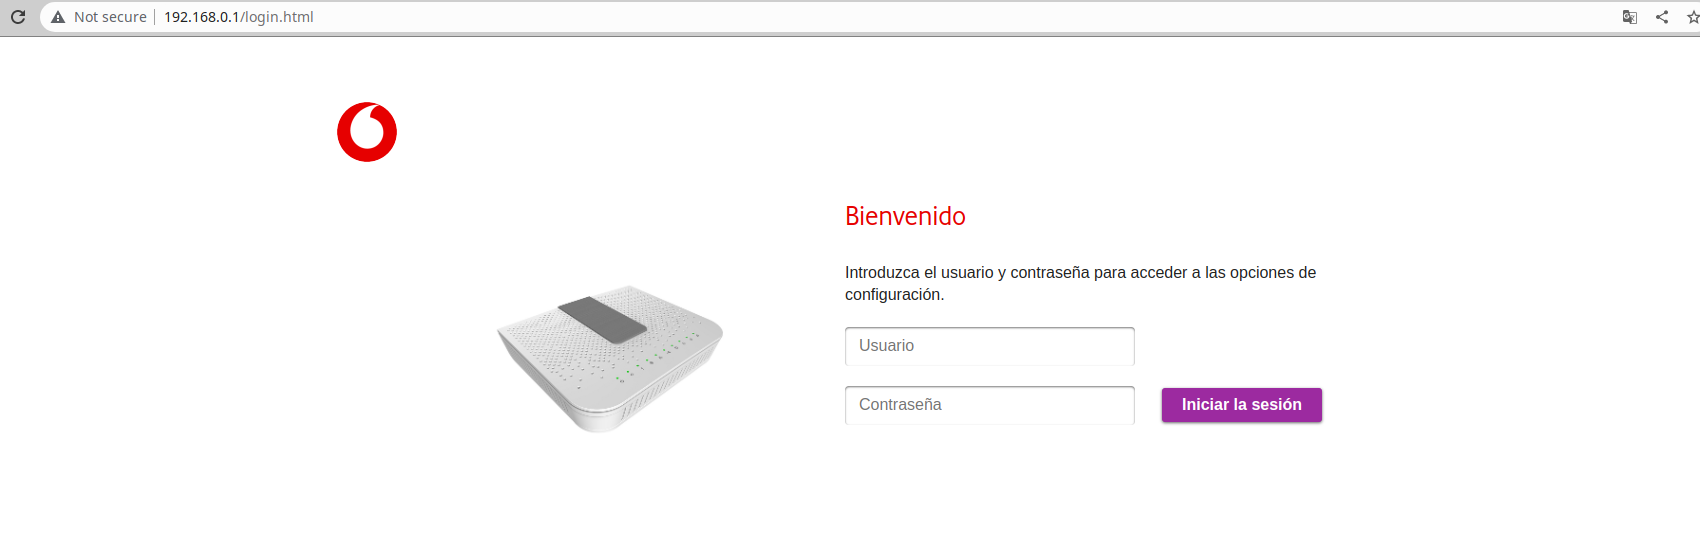 Not secure 192.168.0.1/login.html
Bienvenido
Introduzca el usuario y contraseña para acceder a las opciones de
configuración.
Usuario
Contraseña
Iniciar la sesión